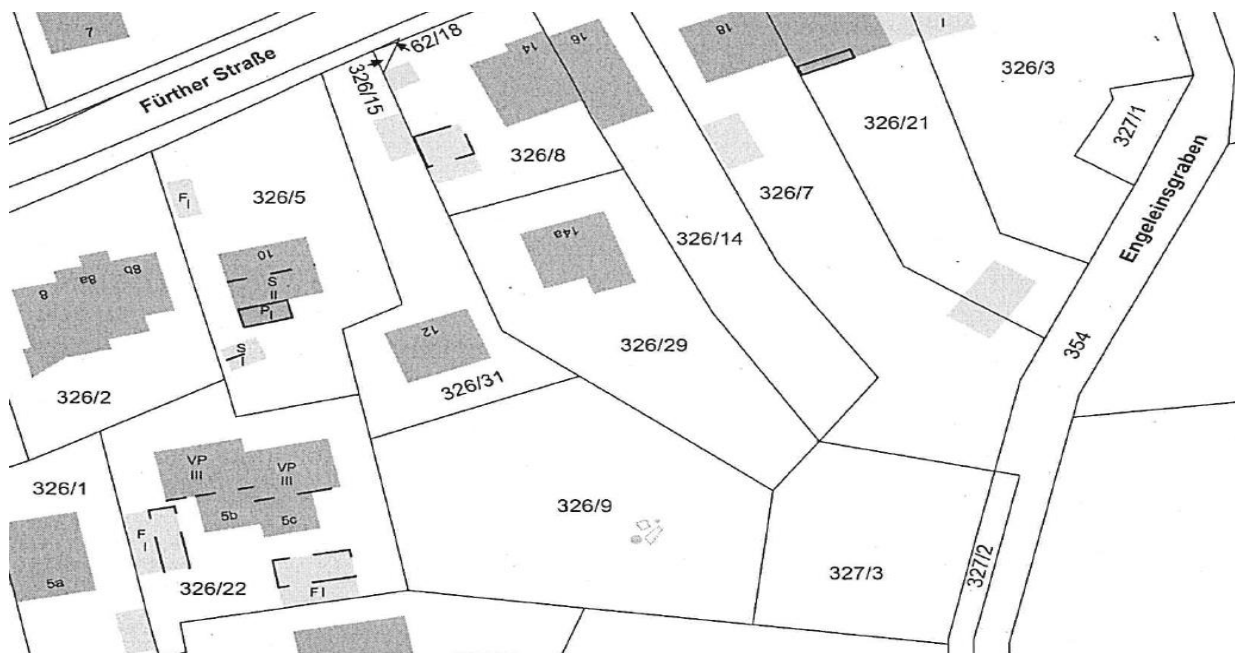 7
Fürther Straße
62/18
326/15
14
16
18
I
326/3
327/1
326/21
326/8
Engeleinsgraben
F
I
326/5
326/7
326/14
14a
10
S
II
P
I
8
8a
8b
12
354
S
I
326/29
326/2
326/31
326/1
VP
III
VP
III
326/9
5b
5c
F
I
5a
326/22
F I
327/3
327/2